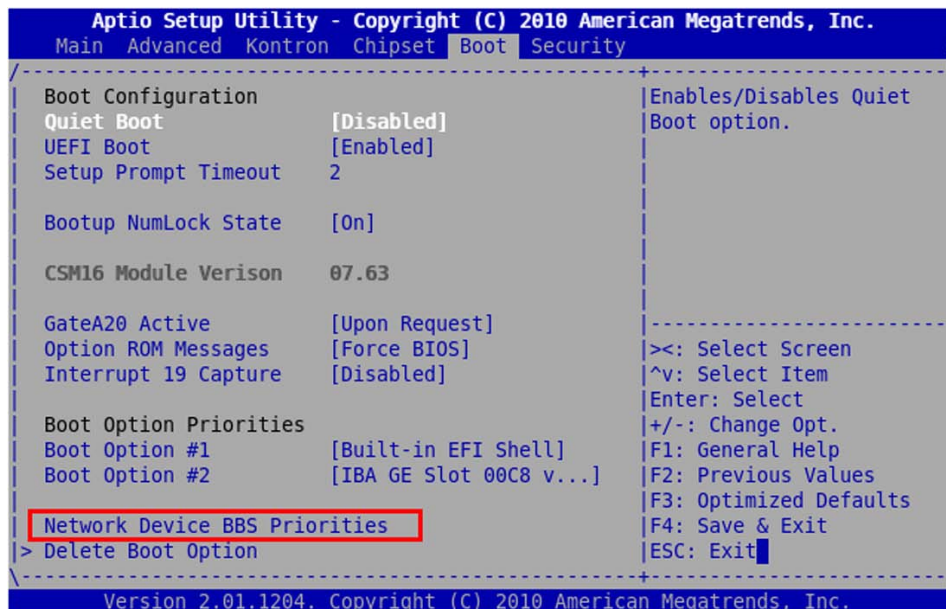 Aptio Setup Utility - Copyright (C) 2010 American Megatrends, Inc.
Main Advanced Kontron Chipset Boot Security
Boot Configuration
Quiet Boot [Disabled]
UEFI Boot [Enabled]
Setup Prompt Timeout 2
Bootup NumLock State [On]
CSM16 Module Verison 07.63
GateA20 Active [Upon Request]
Option ROM Messages [Force BIOS]
Interrupt 19 Capture [Disabled]
Boot Option Priorities
Boot Option #1 [Built-in EFI Shell]
Boot Option #2 [IBA GE Slot 00C8 v...]
Network Device BBS Priorities
> Delete Boot Option
Enables/Disables Quiet
Boot option.
><: Select Screen
^v: Select Item
Enter: Select
+/-: Change Opt.
F1: General Help
F2: Previous Values
F3: Optimized Defaults
F4: Save & Exit
ESC: Exit
Version 2.01.1204. Copyright (C) 2010 American Megatrends, Inc.